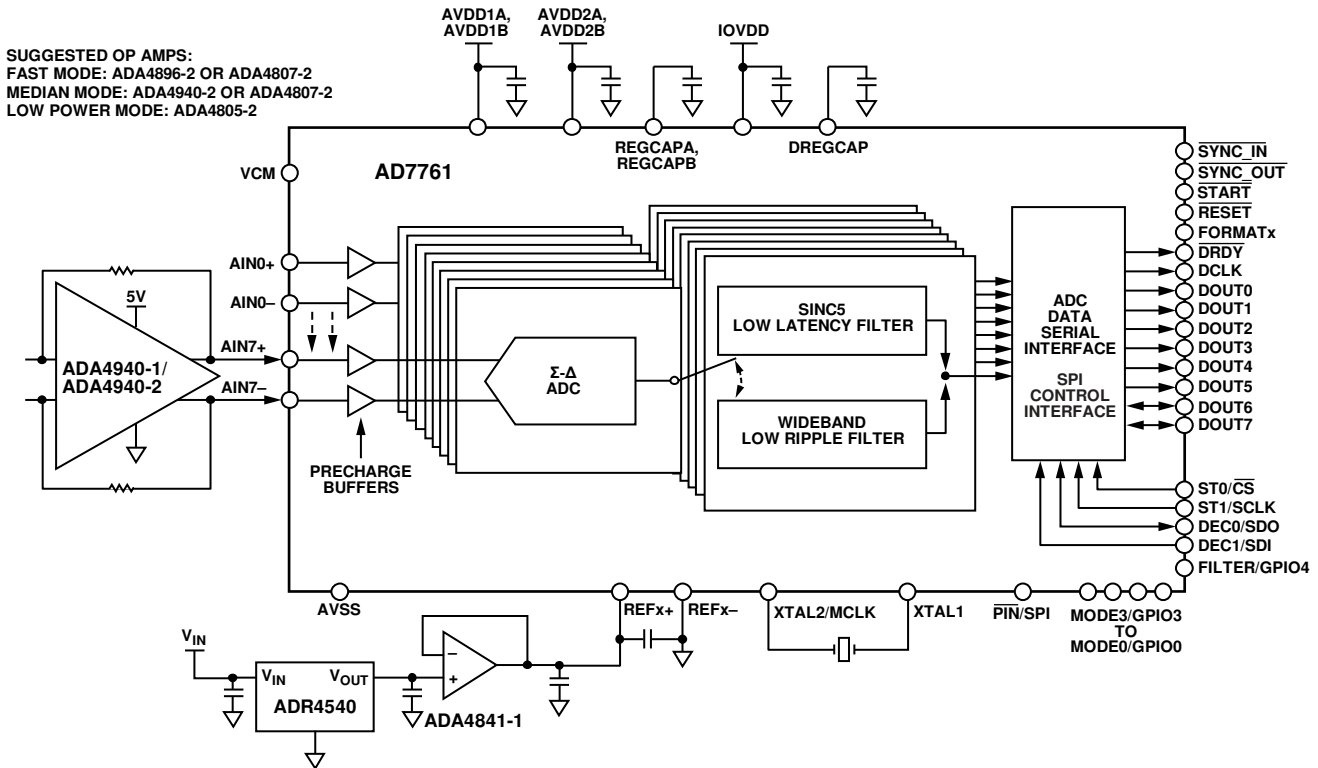 SUGGESTED OP AMPS:
FAST MODE: ADA4896-2 OR ADA4807-2
MEDIAN MODE: ADA4940-2 OR ADA4807-2
LOW POWER MODE: ADA4805-2
AVDD1A,
AVDD1B
AVDD2A,
AVDD2B
IOVDD
REGCAPA,
REGCAPB
DREGCAP
VCM
AD7761
AIN0+
AIN0–
AIN7+
AIN7–
5V
ADA4940-1/
ADA4940-2
PRECHARGE
BUFFERS
Σ-Δ
ADC
SINC5
LOW LATENCY FILTER
WIDEBAND
LOW RIPPLE FILTER
ADC
DATA
SERIAL
INTERFACE
SPI
CONTROL
INTERFACE
SYNC_IN
SYNC_OUT
START
RESET
FORMATx
DRDY
DCLK
DOUT0
DOUT1
DOUT2
DOUT3
DOUT4
DOUT5
DOUT6
DOUT7
ST0/CS
ST1/SCLK
DEC0/SDO
DEC1/SDI
FILTER/GPIO4
AVSS
REFx+
REFx–
XTAL2/MCLK
XTAL1
PIN/SPI
MODE3/GPIO3
TO
MODE0/GPIO0
VIN
VIN
VOUT
ADR4540
–
+
ADA4841-1